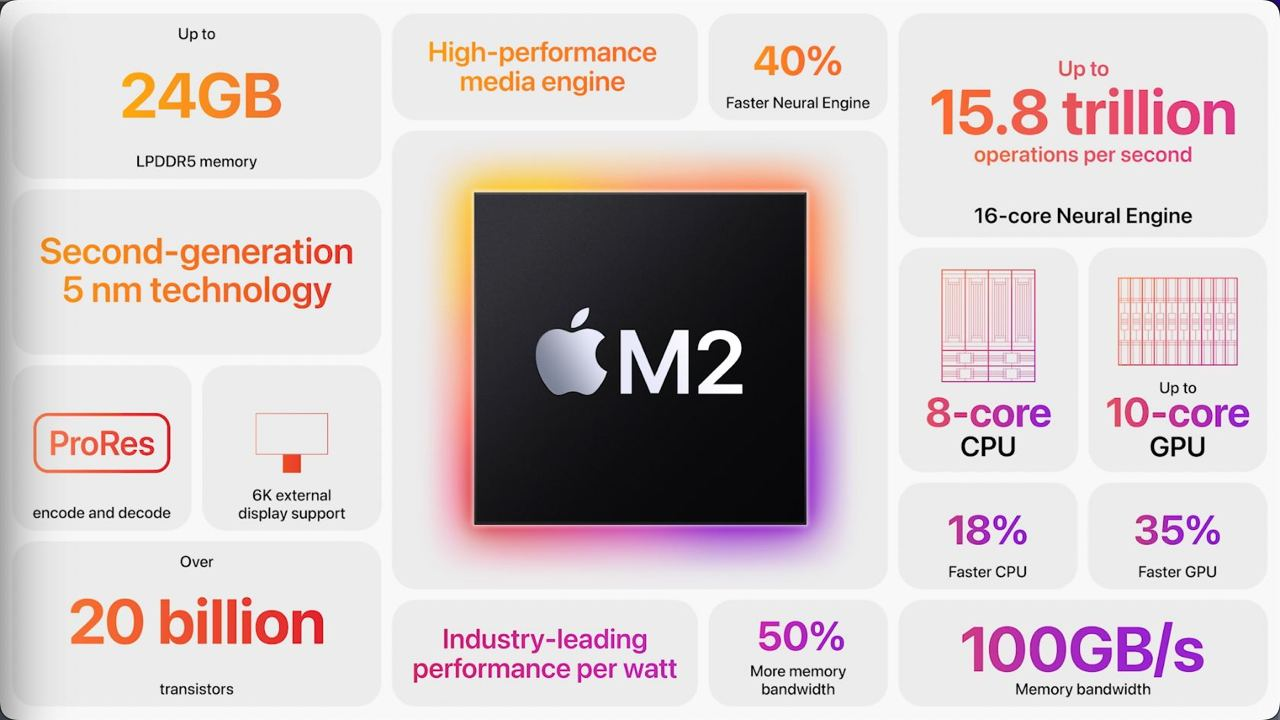 Up to
24GB
LPDDR5 memory
High-performance
media engine
40%
Faster Neural Engine
Up to
15.8 trillion
operations per second
16-core Neural Engine
Second-generation
5 nm technology
M2
8-core
CPU
Up to
10-core
GPU
ProRes
encode and decode
6K external
display support
18%
Faster CPU
35%
Faster GPU
Over
20 billion
transistors
Industry-leading
performance per watt
50%
More memory
bandwidth
100GB/s
Memory bandwidth